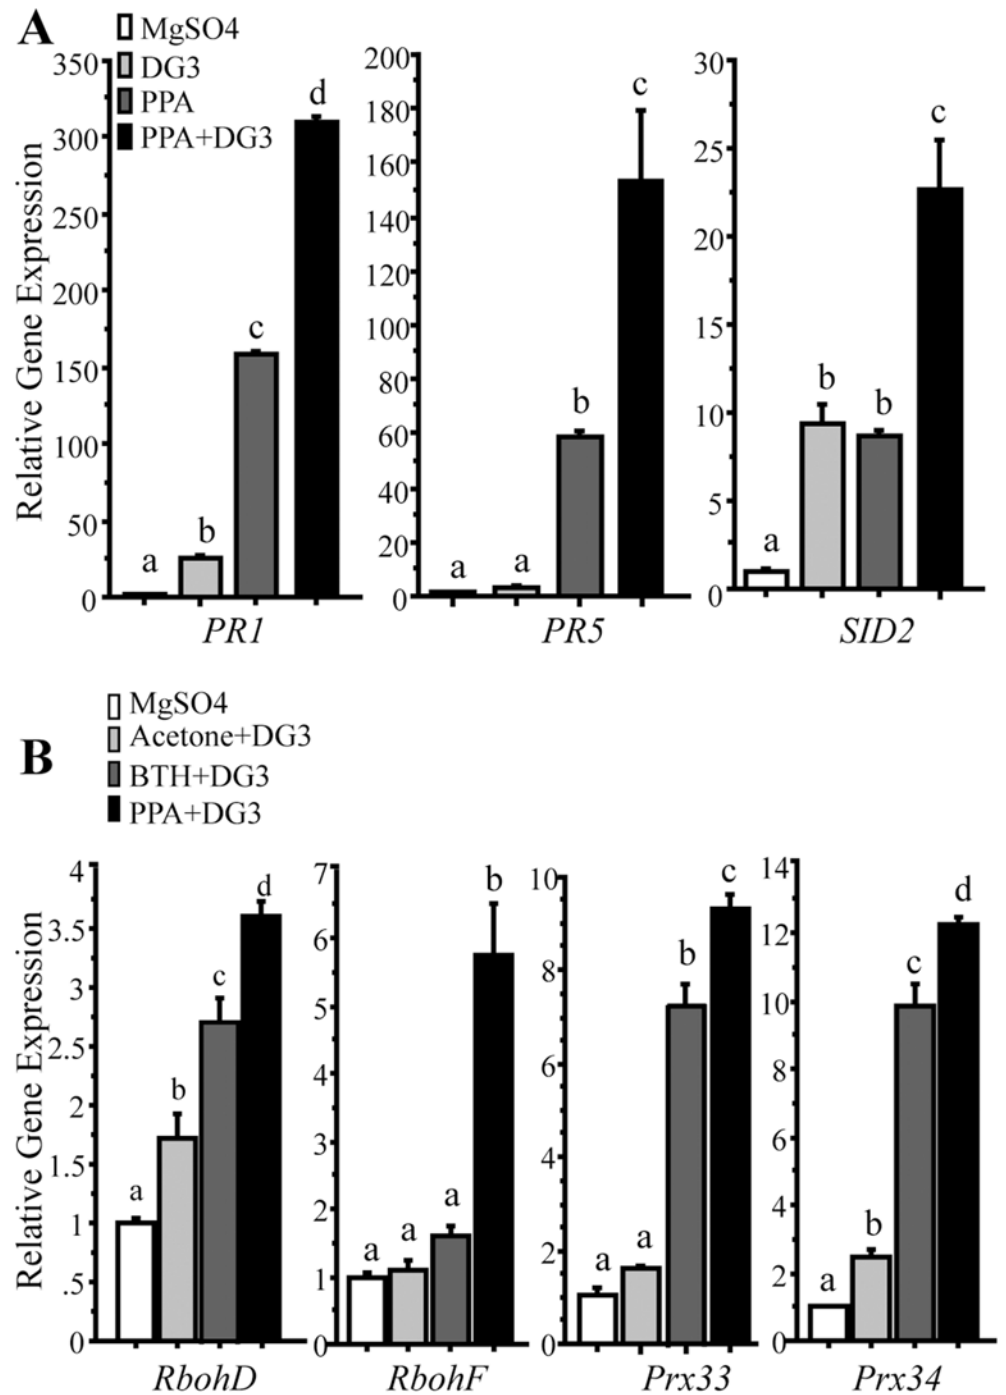 A
MgSO4
DG3
PPA
PPA+DG3
Relative Gene Expression
350
300
250
200
150
100
50
0
a
b
c
d
PR1
200
180
160
140
120
100
80
60
40
20
0
a
a
b
c
PR5
30
25
20
15
10
5
0
a
b
b
c
SID2
B
MgSO4
Acetone+DG3
BTH+DG3
PPA+DG3
Relative Gene Expression
4
3.5
3
2.5
2
1.5
1
.5
0
a
b
c
d
RbohD
7
6
5
4
3
2
1
0
a
a
a
b
RbohF
10
8
6
4
2
0
a
a
b
c
Prx33
14
12
10
8
6
4
2
0
a
b
c
d
Prx34